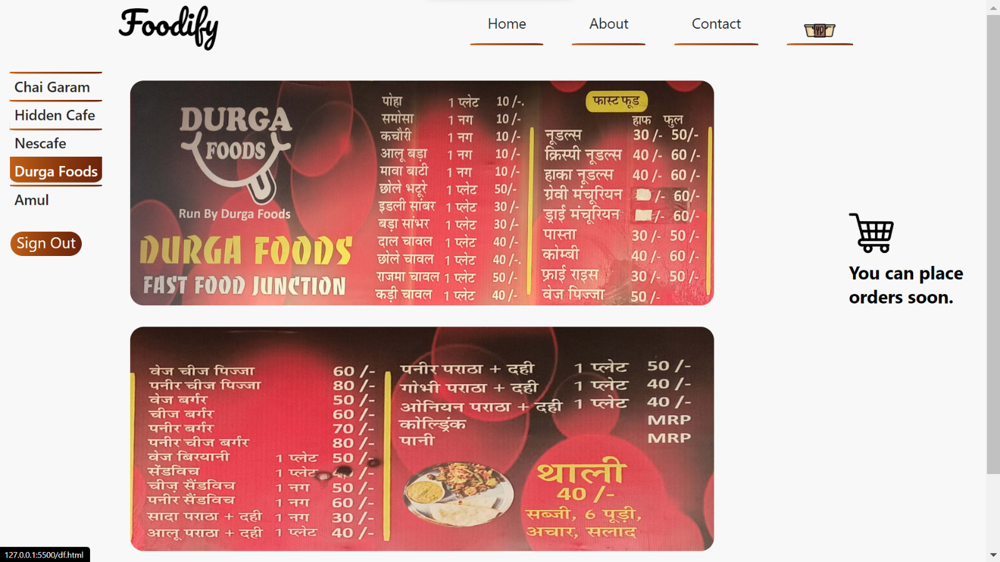 Foodify
Home
About
Contact
YP
Chai Garam
Hidden Cafe
Nescafe
Durga Foods
Amul
Sign Out
DURGA
FOODS
Run By Durga Foods
DURGA FOODS
FAST FOOD JUNCTION
पोहा 1 प्लेट 10 /-.
समोसा 1 नग 10 /-
कचौरी 1 नग 10 /-
आलू बड़ा 1 नग 10 /-
मावा बाटी 1 नग 10 /-
छोले भटूरे 1 प्लेट 50/-
इडली सांबर 1 प्लेट 30 /-
बड़ा सांभर 1 प्लेट 30 /-
दाल चावल 1 प्लेट 40 /-
छोले चावल 1 प्लेट 40 /-.
राजमा चावल 1 प्लेट 50 /-
कड़ी चावल 1 प्लेट 40 /-
फास्ट फूड
हाफ फुल
नूडल्स 30 /- 50/-
क्रिस्पी नूडल्स 40 /- 60 /-
हाका नूडल्स 40 /- 60 /-
ग्रेवी मंचूरियन /- 60/-
ड्राई मंचूरियन /- 60/-
पास्ता 30 /- 50 /-
कोम्बी 40 /- 60 /-
फ्राई राइस 30 /- 50 /-
वेज पिज्जा 50 /-
You can place
orders soon.
वेज चीज पिज्जा 60 /-
पनीर चीज पिज्जा 80 /-
वेज बर्गर 50 /-
चीज बर्गर 60 /-
पनीर बर्गर 70 /-
पनीर चीज बर्गर 80 /-
वेज बिरयानी 1 प्लेट 50 /-
सेंडविच 1 प्लेट /-
चीज़ सैंडविच 1 नग 50 /-
पनीर सैंडविच 1 नग 60 /-
सादा पराठा + दही 1 नग 30 /-
आलू पराठा + दही 1 प्लेट 40 /-
पनीर पराठा + दही 1 प्लेट 50 /-
गोभी पराठा + दही 1 प्लेट 40 /-
ओनियन पराठा + दही 1 प्लेट 40 /-
कोल्ड्रिंक MRP
पानी MRP
थाली
40 /-
सब्जी, 6 पूड़ी,
अचार, सलाद
127.0.0.1:5500/df.html